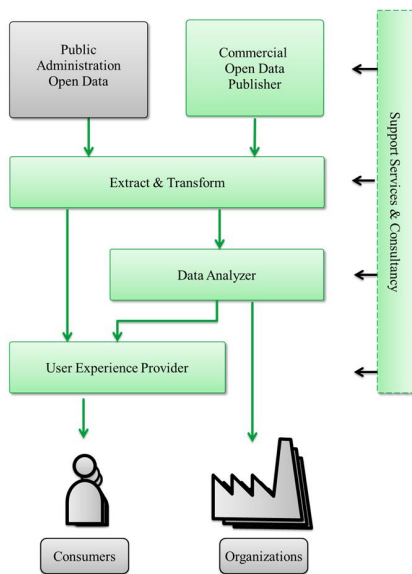 Public
Administration
Open Data
Commercial
Open Data
Publisher
Extract & Transform
Data Analyzer
User Experience Provider
Support Services & Consultancy
Consumers
Organizations